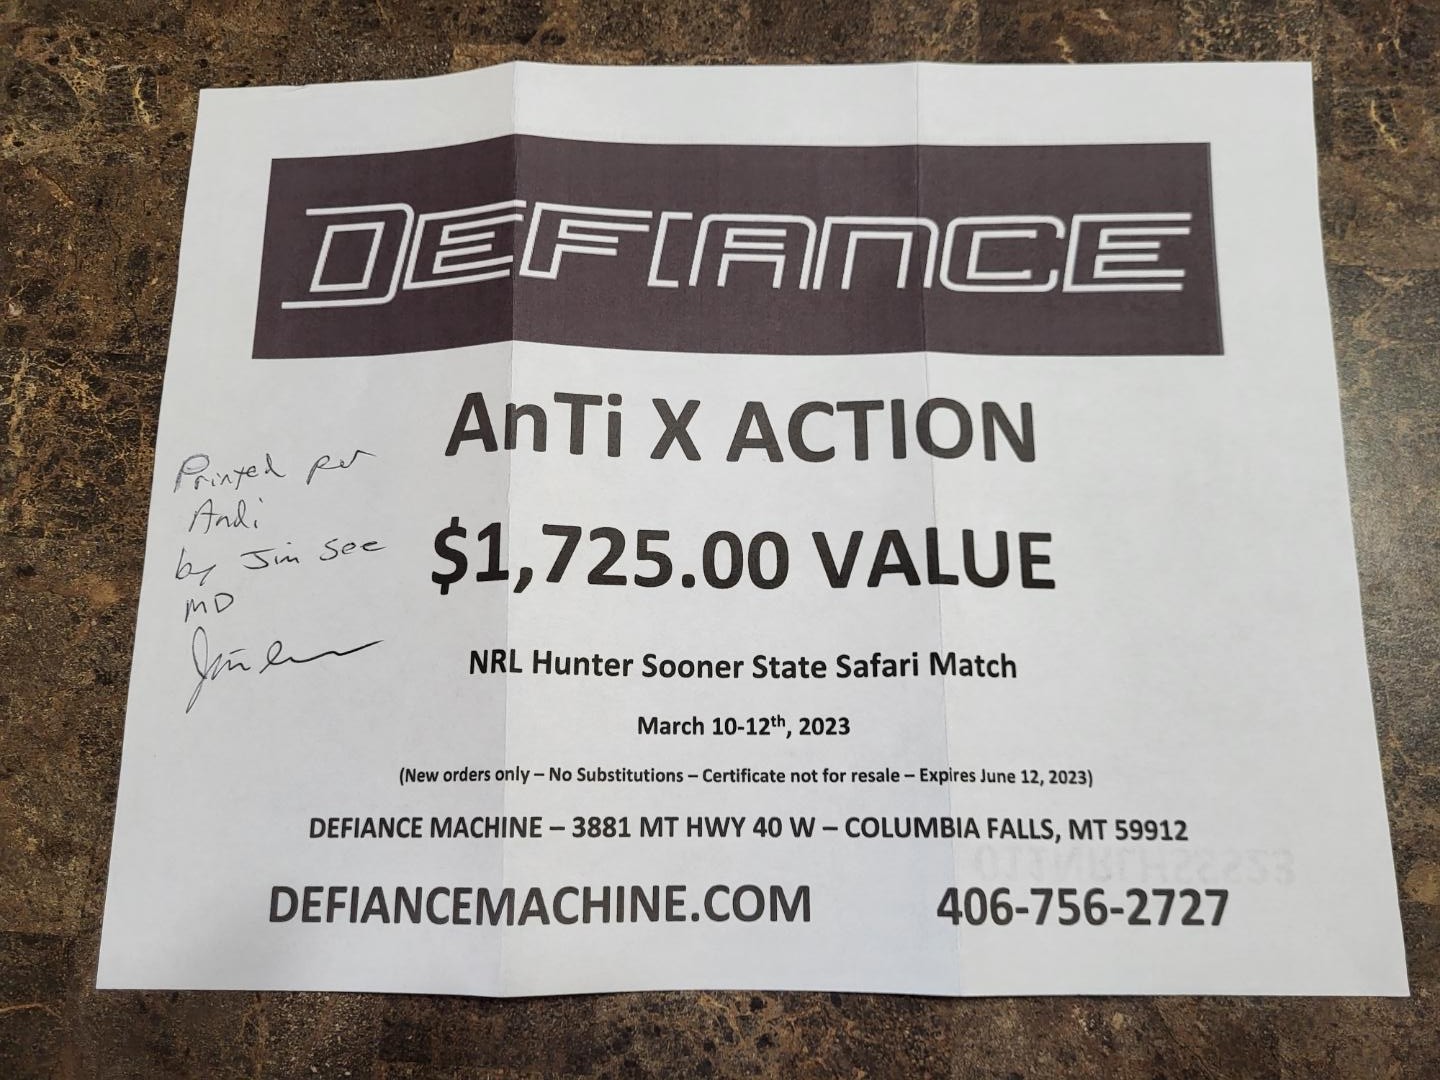 DEFIANCE
AnTi X ACTION
$1,725.00 VALUE
Printed per
Andi
by Jim See
MD
NRL Hunter Sooner State Safari Match
March 10-12th, 2023
(New orders only – No Substitutions – Certificate not for resale – Expires June 12, 2023)
DEFIANCE MACHINE – 3881 MT HWY 40 W – COLUMBIA FALLS, MT 59912
DEFIANCEMACHINE.COM 406-756-2727